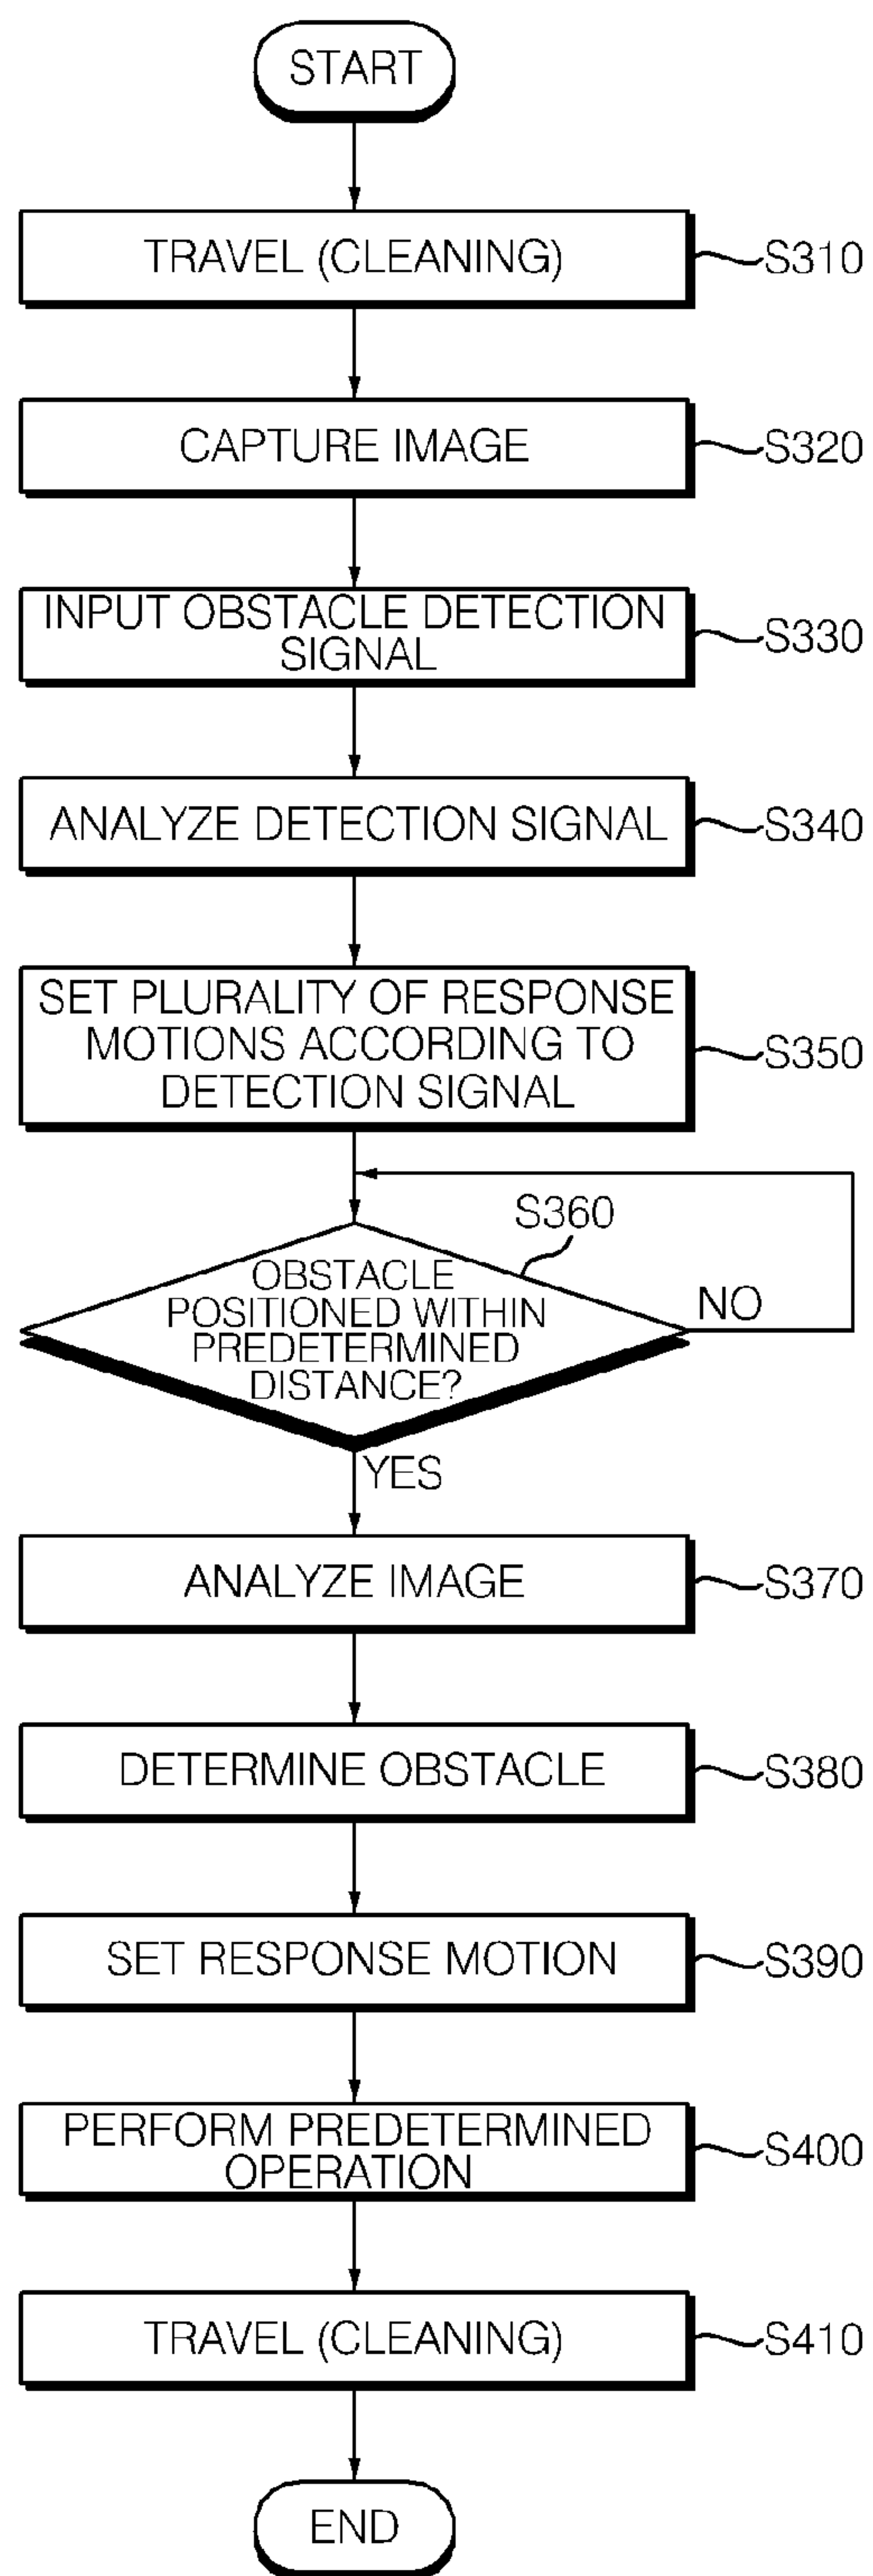 START
TRAVEL (CLEANING)
S310
CAPTURE IMAGE
S320
INPUT OBSTACLE DETECTION
SIGNAL
S330
ANALYZE DETECTION SIGNAL
S340
SET PLURALITY OF RESPONSE
MOTIONS ACCORDING TO
DETECTION SIGNAL
S350
S360
OBSTACLE
POSITIONED WITHIN
PREDETERMINED
DISTANCE?
NO
YES
ANALYZE IMAGE
S370
DETERMINE OBSTACLE
S380
SET RESPONSE MOTION
S390
PERFORM PREDETERMINED
OPERATION
S400
TRAVEL (CLEANING)
S410
END